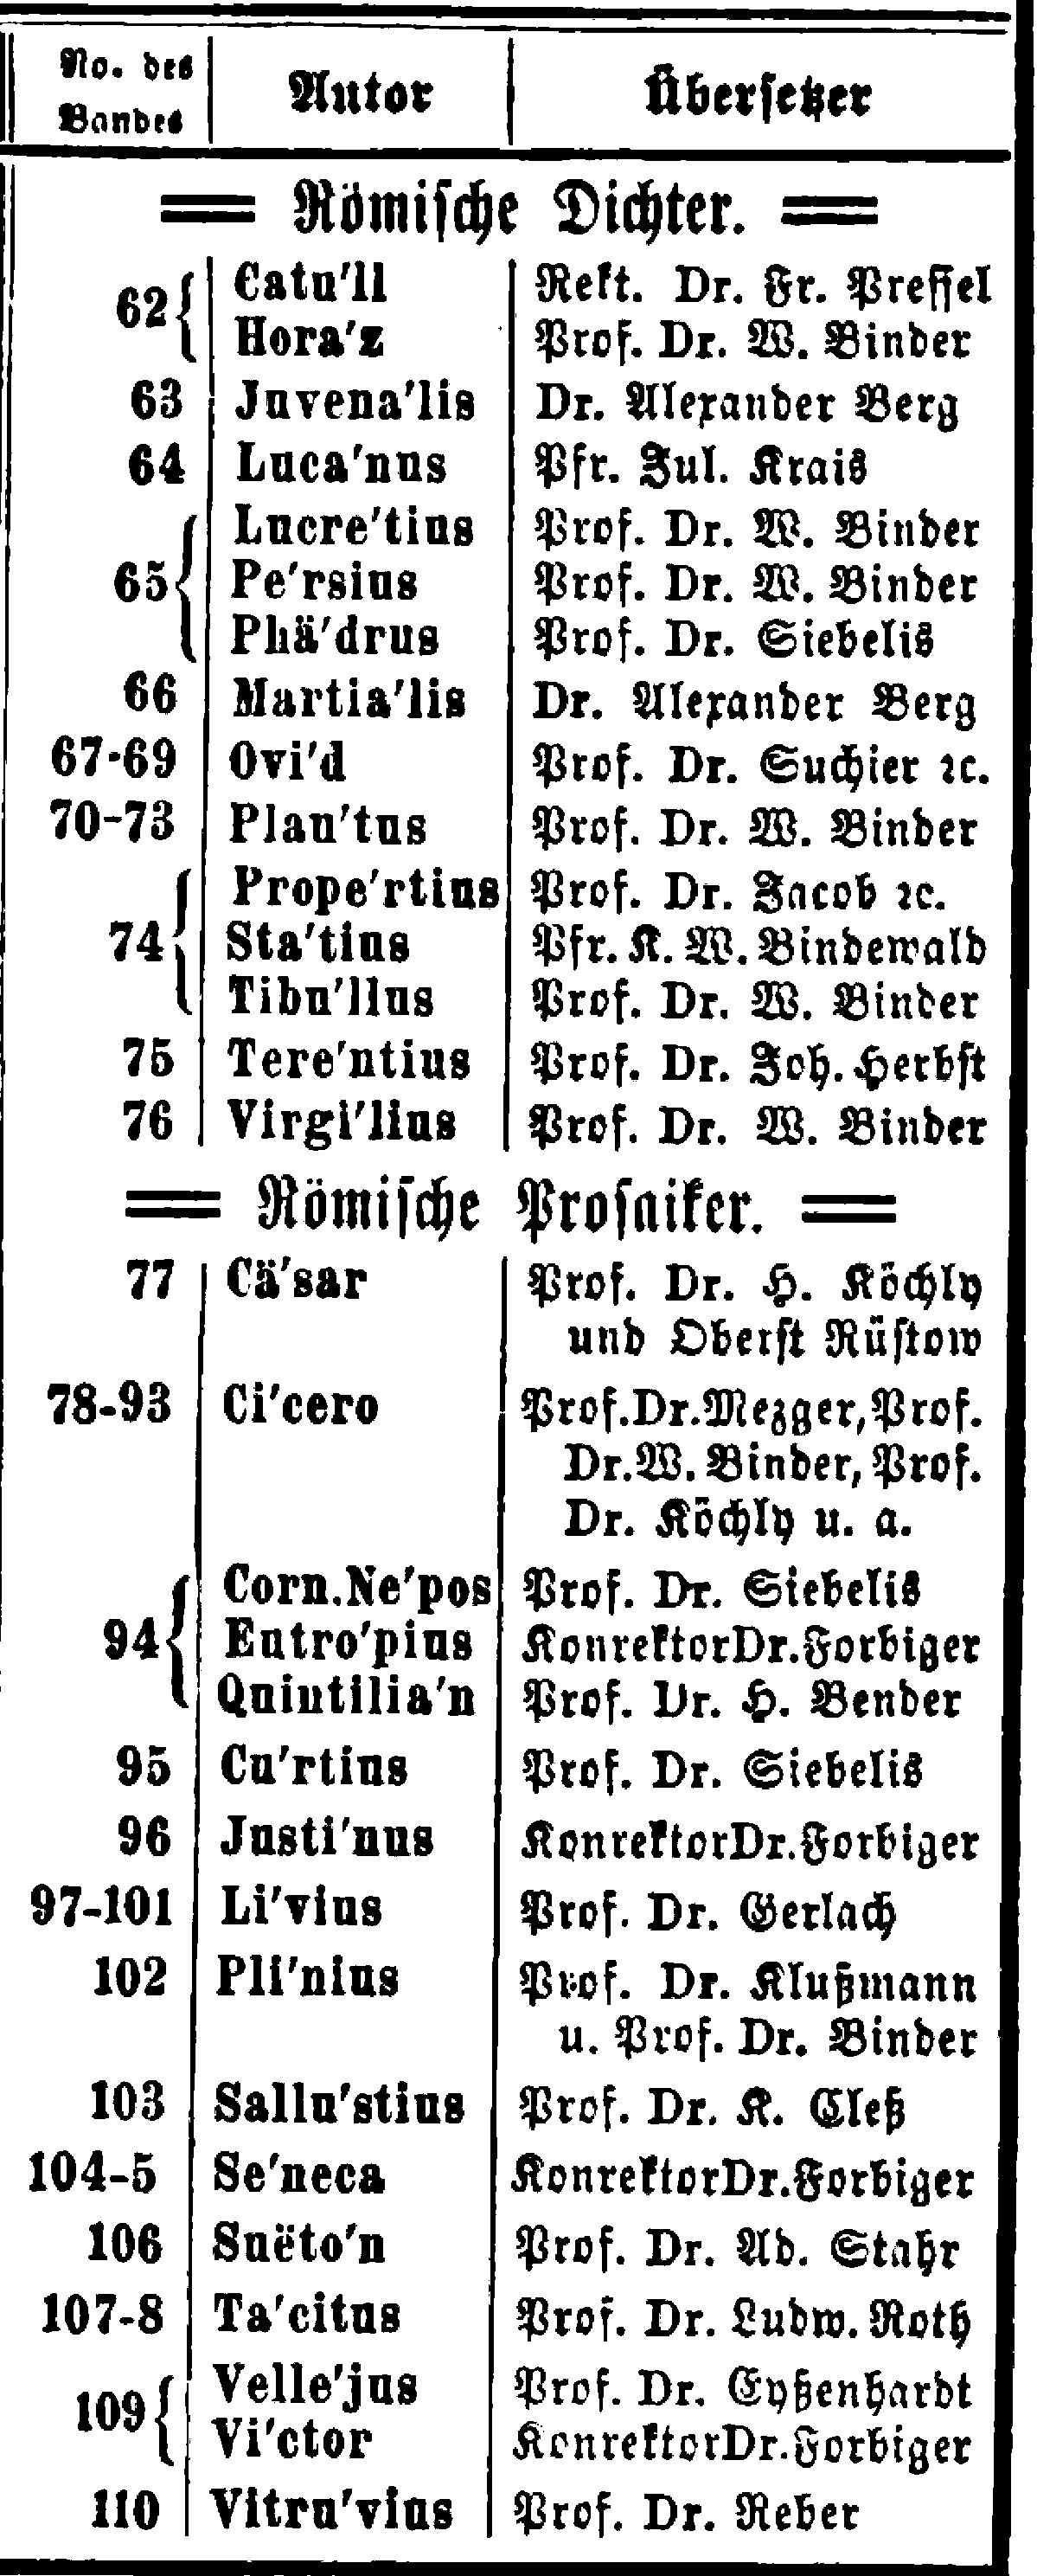 No. des Bandes Autor Übersetzer
Römische Dichter.
62 Catu'll Rekt. Dr. Fr. Pressel
Hora'z Prof. Dr. W. Binder
63 Juvena'lis Dr. Alexander Berg
64 Luca'nus Pfr. Jul. Krais
Lucre'tius Prof. Dr. W. Binder
65 Pe'rsius Prof. Dr. W. Binder
Phä'drus Prof. Dr. Siebelis
66 Martia'lis Dr. Alexander Berg
67-69 Ovi'd Prof. Dr. Suchier ꝛc.
70-73 Plau'tus Prof. Dr. W. Binder
Prope'rtius Prof. Dr. Jacob ꝛc.
74 Sta'tius Pfr. K. W. Bindewald
Tibu'llus Prof. Dr. W. Binder
75 Tere'ntius Prof. Dr. Joh. Herbst
76 Virgi'lius Prof. Dr. W. Binder
Römische Prosaiker.
77 Cä'sar Prof. Dr. H. Köchly
und Oberst Rüstow
78-93 Ci'cero Prof. Dr. Mezger, Prof.
Dr. W. Binder, Prof.
Dr. Köchly u. a.
Corn. Ne'pos Prof. Dr. Siebelis
94 Eutro'pius Konrektor Dr. Forbiger
Quintilia'n Prof. Dr. H. Bender
95 Cu'rtius Prof. Dr. Siebelis
96 Justi'nus Konrektor Dr. Forbiger
97-101 Li'vius Prof. Dr. Gerlach
102 Pli'nius Prof. Dr. Klußmann
u. Prof. Dr. Binder
103 Sallu'stius Prof. Dr. K. Cleß
104-5 Se'neca Konrektor Dr. Forbiger
106 Suëto'n Prof. Dr. Ad. Stahr
107-8 Ta'citus Prof. Dr. Ludw. Roth
109 Velle'jus Prof. Dr. Eyßenhardt
Vi'ctor Konrektor Dr. Forbiger
110 Vitru'vius Prof. Dr. Reber